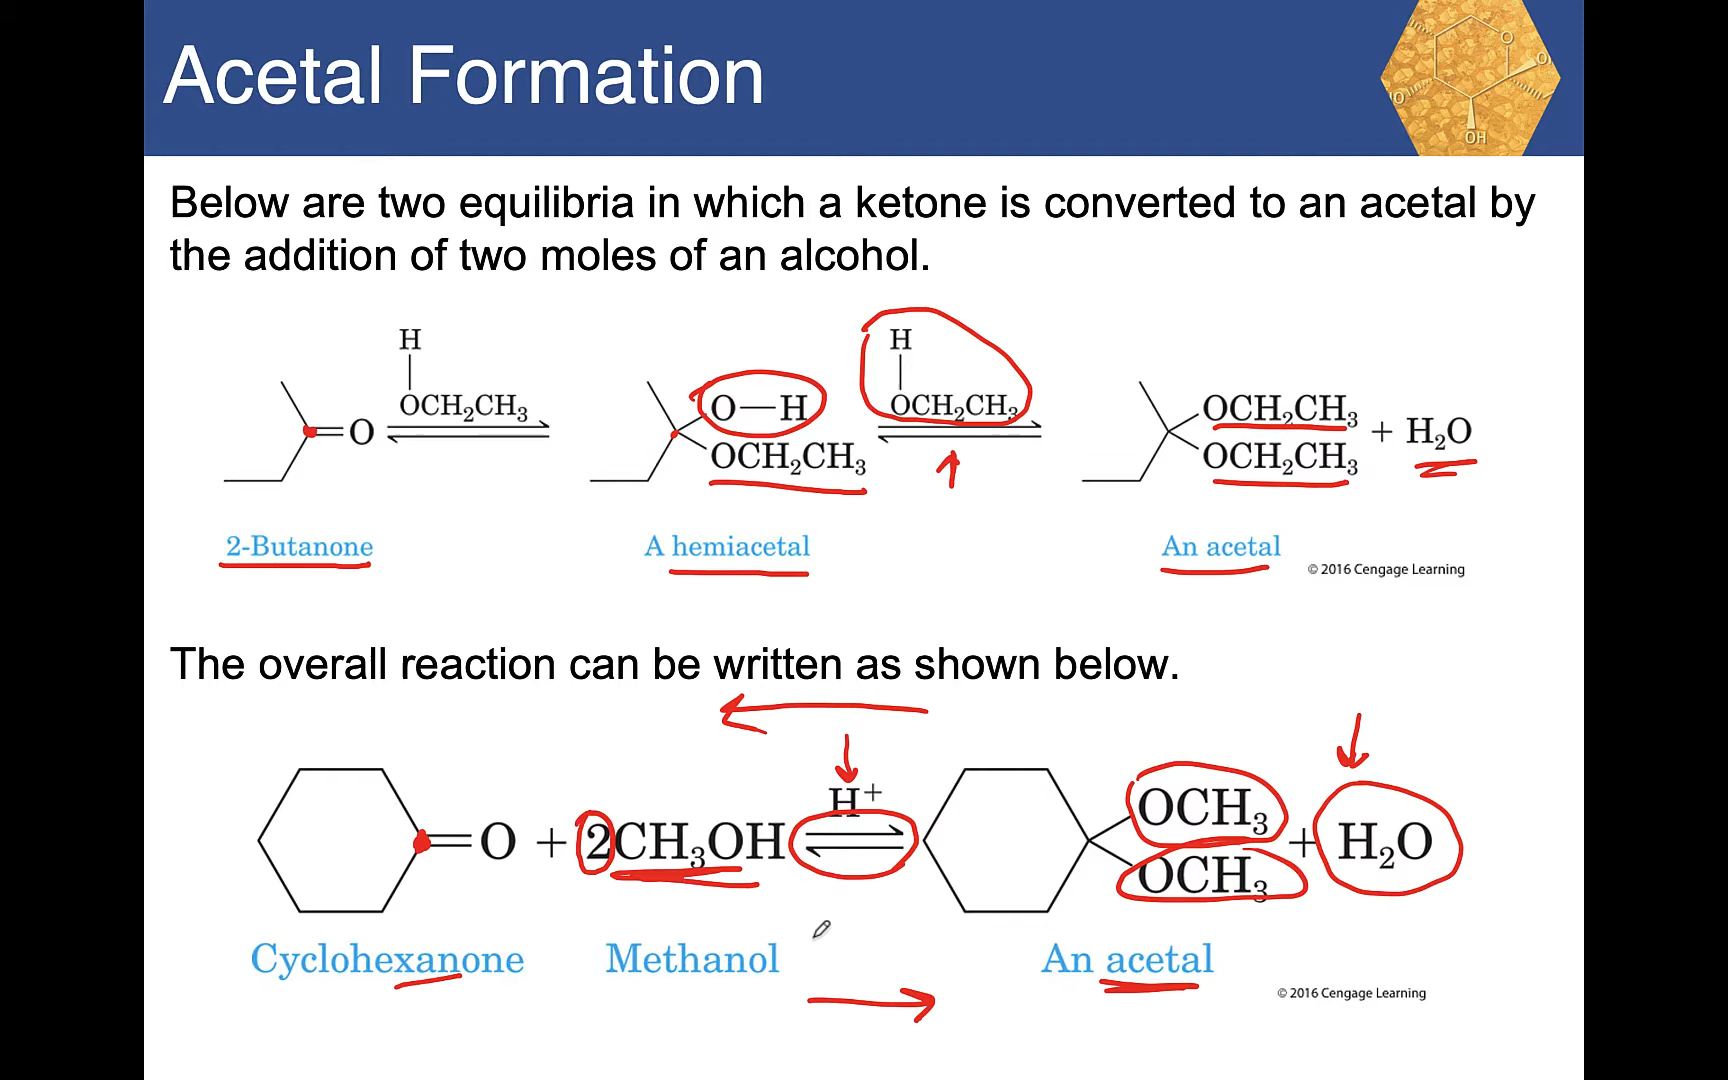 Acetal Formation
O
O
O
OH
Below are two equilibria in which a ketone is converted to an acetal by
the addition of two moles of an alcohol.
H
OCH₂CH₃
O
H
OCH₂CH₃
O—H
OCH₂CH₃
OCH₂CH₃
OCH₂CH₃
+ H₂O
2-Butanone
A hemiacetal
An acetal
© 2016 Cengage Learning
The overall reaction can be written as shown below.
H⁺
O + 2CH₃OH
OCH₃
OCH₃
+ H₂O
Cyclohexanone
Methanol
An acetal
© 2016 Cengage Learning